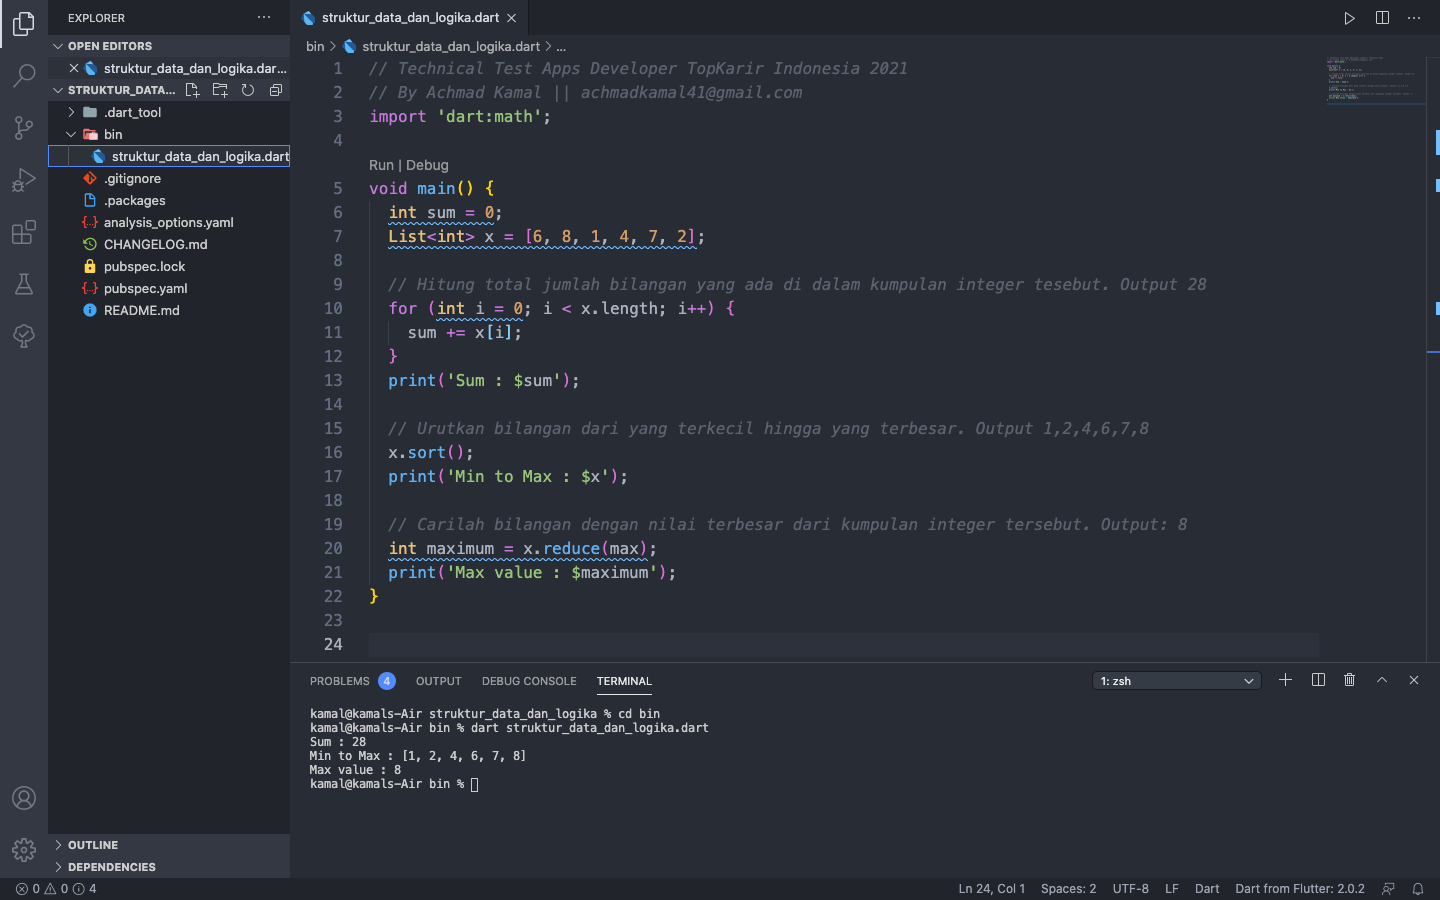 EXPLORER
OPEN EDITORS
struktur_data_dan_logika.dar...
STRUKTUR_DATA...
.dart_tool
bin
struktur_data_dan_logika.dart
.gitignore
.packages
analysis_options.yaml
CHANGELOG.md
pubspec.lock
pubspec.yaml
README.md
OUTLINE
DEPENDENCIES
struktur_data_dan_logika.dart
bin > struktur_data_dan_logika.dart > ...
1 // Technical Test Apps Developer TopKarir Indonesia 2021
2 // By Achmad Kamal || achmadkamal41@gmail.com
3 import 'dart:math';
4
Run | Debug
5 void main() {
6 int sum = 0;
7 List<int> x = [6, 8, 1, 4, 7, 2];
8
9 // Hitung total jumlah bilangan yang ada di dalam kumpulan integer tesebut. Output 28
10 for (int i = 0; i < x.length; i++) {
11 sum += x[i];
12 }
13 print('Sum : $sum');
14
15 // Urutkan bilangan dari yang terkecil hingga yang terbesar. Output 1,2,4,6,7,8
16 x.sort();
17 print('Min to Max : $x');
18
19 // Carilah bilangan dengan nilai terbesar dari kumpulan integer tersebut. Output: 8
20 int maximum = x.reduce(max);
21 print('Max value : $maximum');
22 }
23
24
PROBLEMS 4 OUTPUT DEBUG CONSOLE TERMINAL 1: zsh
kamal@kamals-Air struktur_data_dan_logika % cd bin
kamal@kamals-Air bin % dart struktur_data_dan_logika.dart
Sum : 28
Min to Max : [1, 2, 4, 6, 7, 8]
Max value : 8
kamal@kamals-Air bin %
0 0 4 Ln 24, Col 1 Spaces: 2 UTF-8 LF Dart Dart from Flutter: 2.0.2